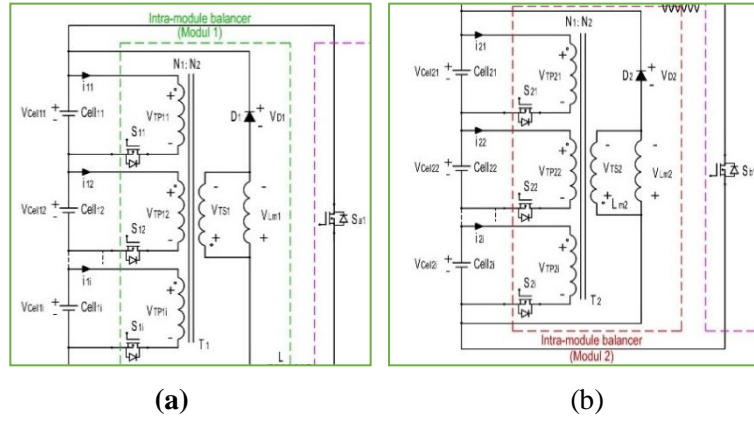 Intra-module balancer
(Modul 1)
N1: N2
i11
VCell11
Cell11
VTP11
S11
D1
VD1
i12
VCell12
Cell12
VTP12
S12
VTS1
VLm1
Sa1
i1i
VCell1i
Cell1i
VTP1i
S1i
T1
L
(a)
N1: N2
i21
VCell21
Cell21
VTP21
S21
D2
VD2
i22
VCell22
Cell22
VTP22
S22
VTS2
Lm2
VLm2
i2i
VCell2i
Cell2i
VTP2i
S2i
T2
Intra-module balancer
(Modul 2)
(b)